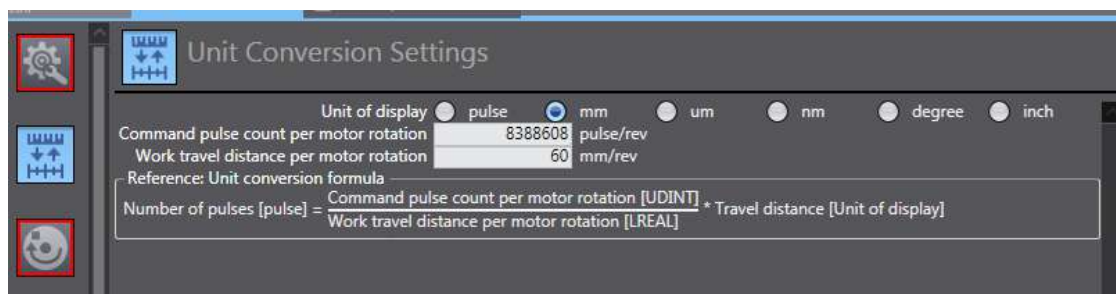 Unit Conversion Settings
Unit of display pulse mm um nm degree inch
Command pulse count per motor rotation 8388608 pulse/rev
Work travel distance per motor rotation 60 mm/rev
Reference: Unit conversion formula
Number of pulses [pulse] = Command pulse count per motor rotation [UDINT] * Travel distance [Unit of display]
Work travel distance per motor rotation [LREAL]